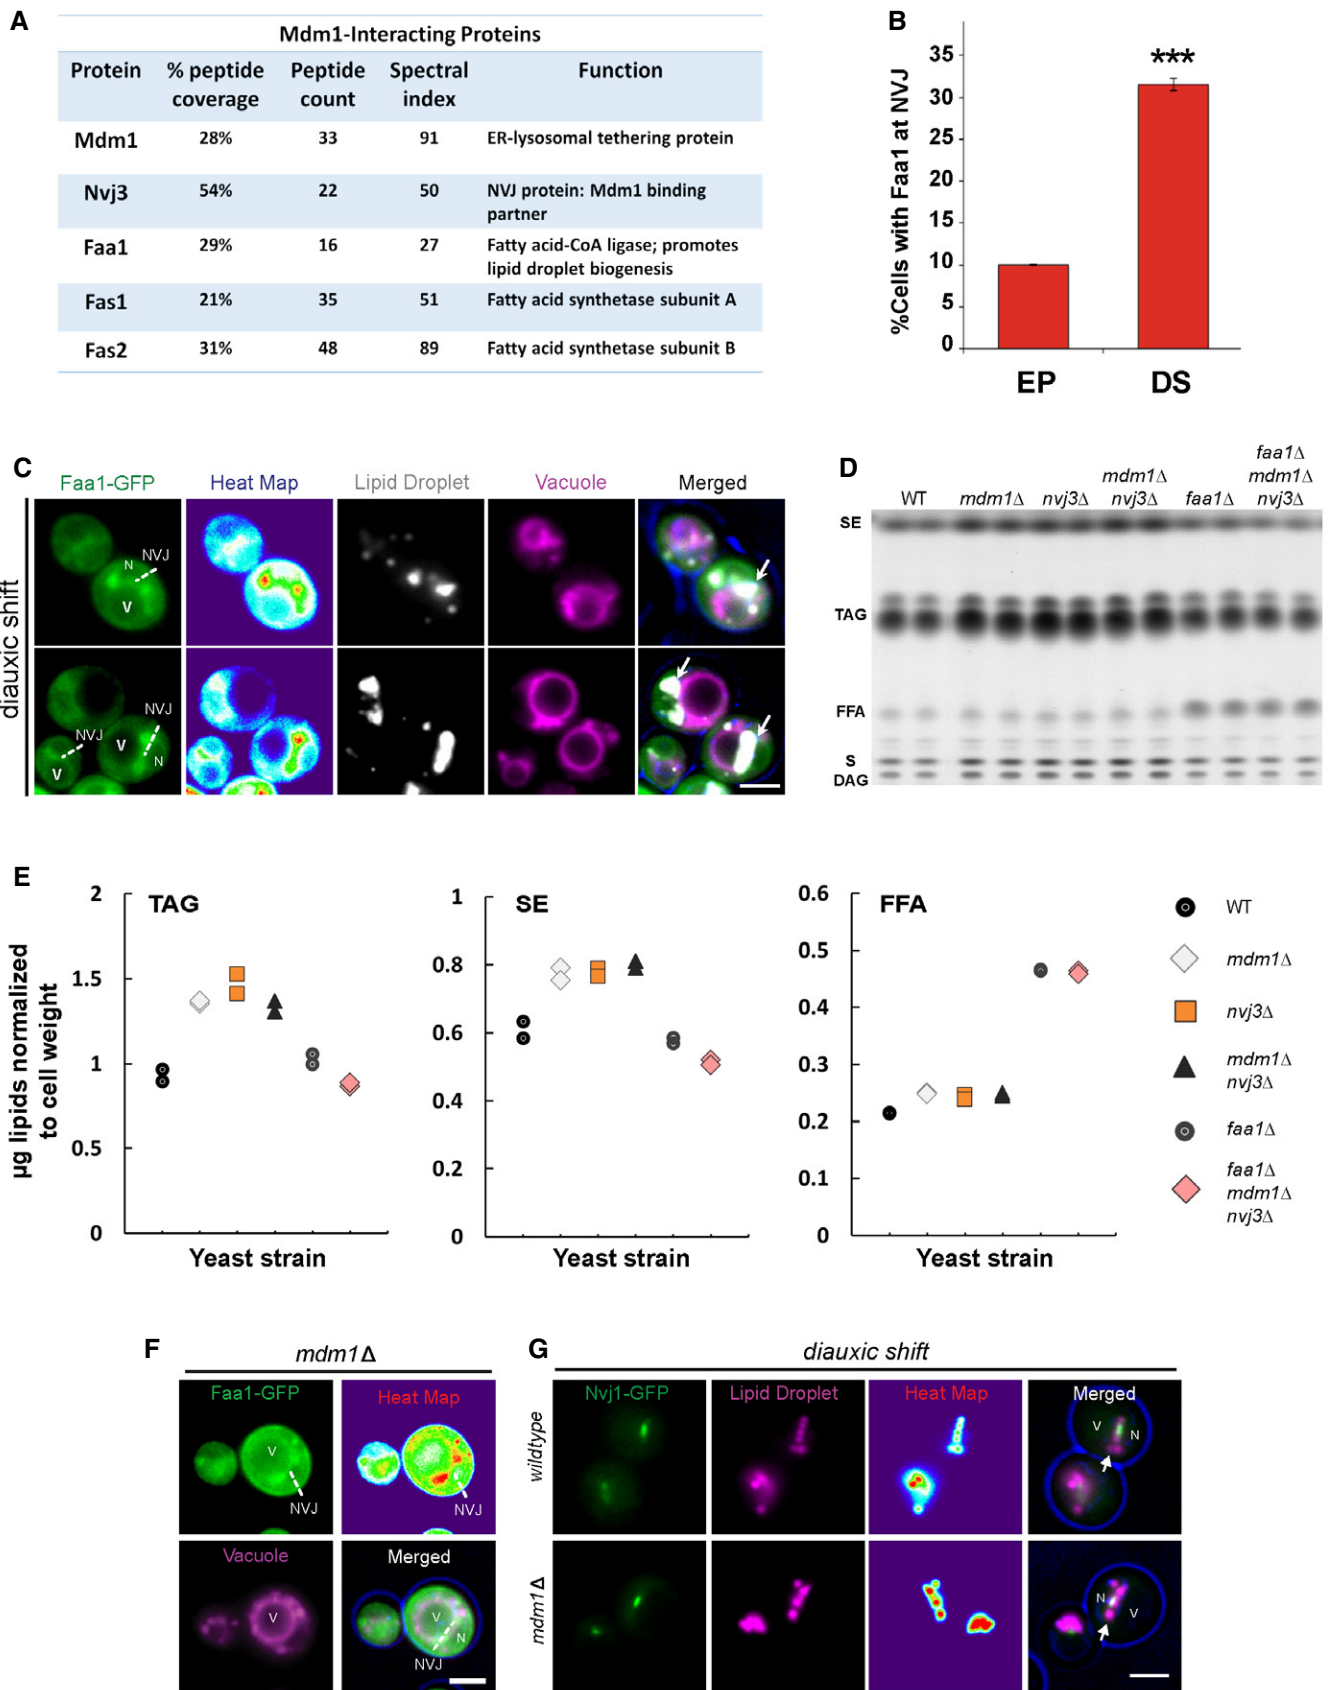 A
Mdm1-Interacting Proteins
Protein % peptide coverage Peptide count Spectral index Function
Mdm1 28% 33 91 ER-lysosomal tethering protein
Nvj3 54% 22 50 NVJ protein: Mdm1 binding partner
Faa1 29% 16 27 Fatty acid-CoA ligase; promotes lipid droplet biogenesis
Fas1 21% 35 51 Fatty acid synthetase subunit A
Fas2 31% 48 89 Fatty acid synthetase subunit B
B
%Cells with Faa1 at NVJ
35
30
25
20
15
10
5
0
***
EP DS
C
Faa1-GFP Heat Map Lipid Droplet Vacuole Merged
diauxic shift
N NVJ
V
NVJ
NVJ V
V N
D
WT mdm1Δ nvj3Δ mdm1Δ nvj3Δ faa1Δ faa1Δ mdm1Δ nvj3Δ
SE
TAG
FFA
S
DAG
E
µg lipids normalized to cell weight
TAG
2
1.5
1
0.5
0
Yeast strain
SE
1
0.8
0.6
0.4
0.2
0
Yeast strain
FFA
0.6
0.5
0.4
0.3
0.2
0.1
0
Yeast strain
WT
mdm1Δ
nvj3Δ
mdm1Δ
nvj3Δ
faa1Δ
faa1Δ
mdm1Δ
nvj3Δ
F
mdm1Δ
Faa1-GFP Heat Map
V
NVJ NVJ
Vacuole Merged
V V
N
NVJ
G
diauxic shift
Nvj1-GFP Lipid Droplet Heat Map Merged
wildtype
V N
mdm1Δ
N V